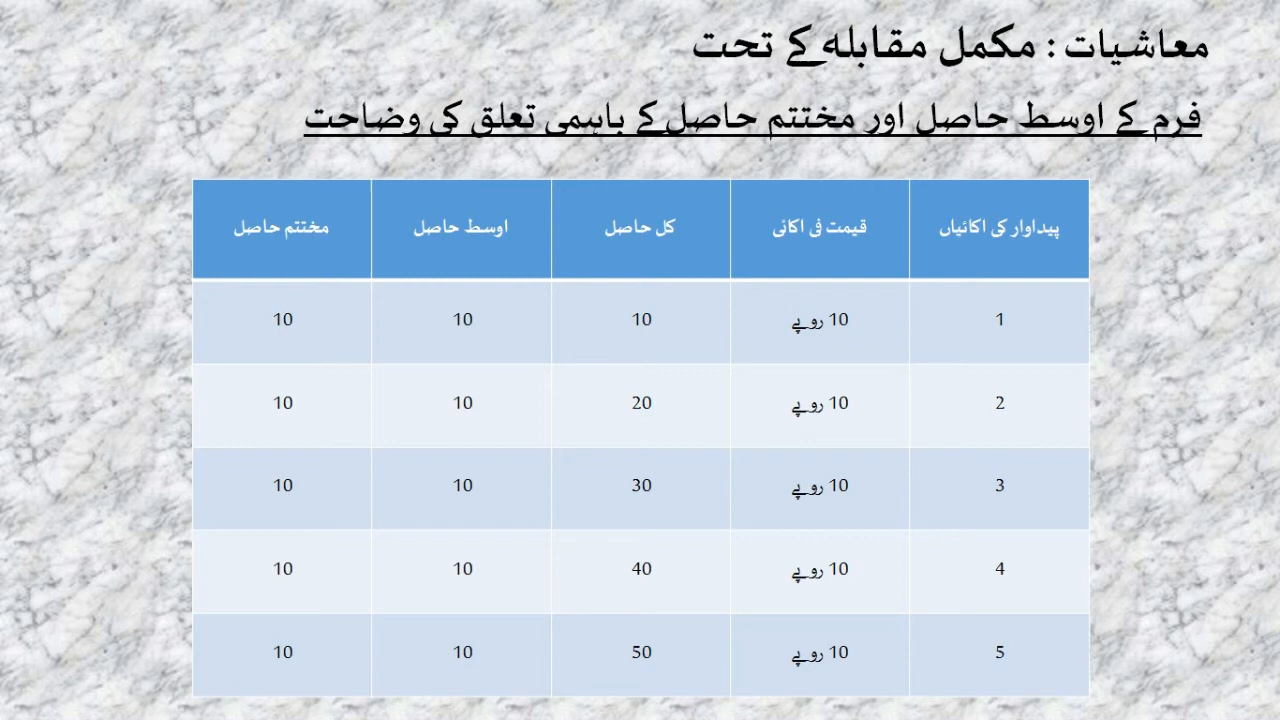 معاشیات : مکمل مقابلہ کے تحت
فرم کے اوسط حاصل اور مختتم حاصل کے باہمی تعلق کی وضاحت
پیداوار کی اکائیاں قیمت فی اکائی کل حاصل اوسط حاصل مختتم حاصل
1 10 روپے 10 10 10
2 10 روپے 20 10 10
3 10 روپے 30 10 10
4 10 روپے 40 10 10
5 10 روپے 50 10 10